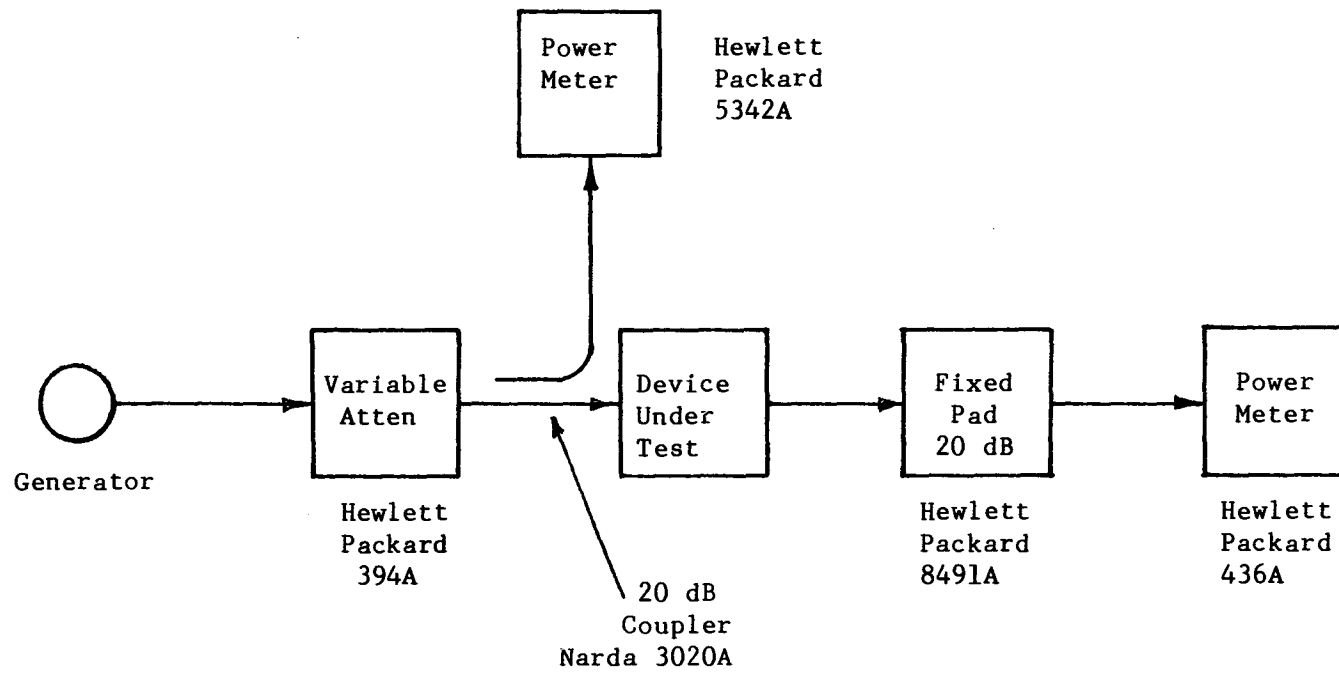 Power
Meter
Hewlett
Packard
5342A
Generator
Variable
Atten
Hewlett
Packard
394A
20 dB
Coupler
Narda 3020A
Device
Under
Test
Fixed
Pad
20 dB
Hewlett
Packard
8491A
Power
Meter
Hewlett
Packard
436A